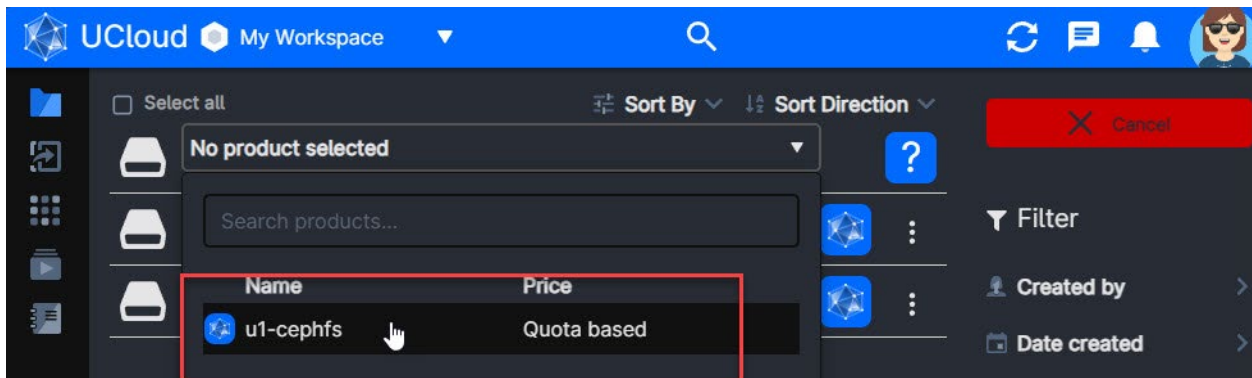 UCloud My Workspace
Select all Sort By Sort Direction
Cancel
No product selected
?
Search products...
Filter
Name Price
Created by
u1-cephfs Quota based
Date created